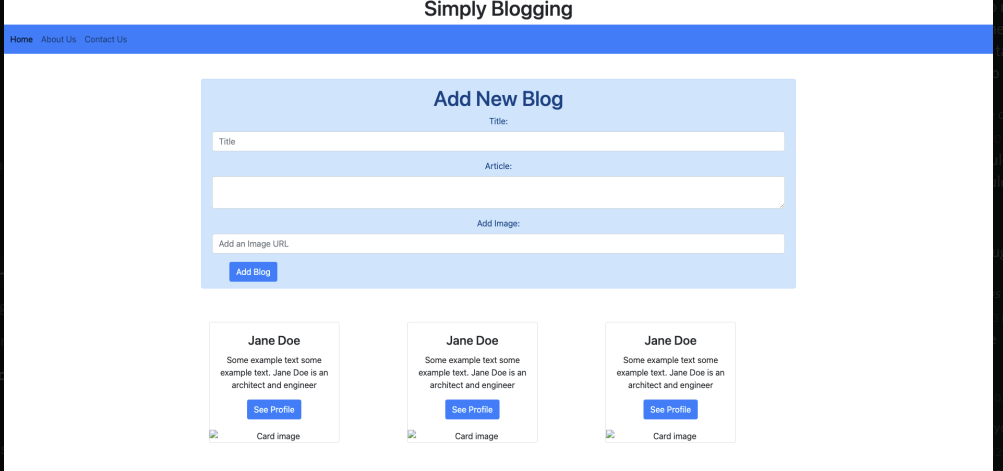 Simply Blogging
Home About Us Contact Us
Add New Blog
Title:
Title
Article:
Add Image:
Add an Image URL
Add Blog
Jane Doe
Some example text some
example text. Jane Doe is an
architect and engineer
See Profile
Card image
Jane Doe
Some example text some
example text. Jane Doe is an
architect and engineer
See Profile
Card image
Jane Doe
Some example text some
example text. Jane Doe is an
architect and engineer
See Profile
Card image